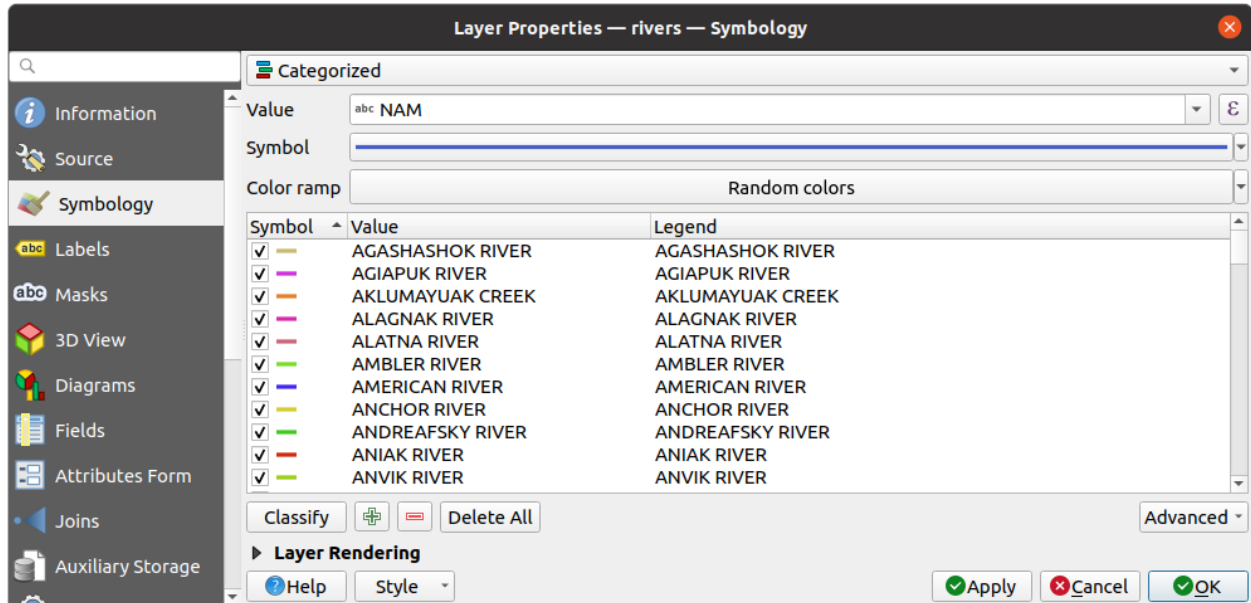 Layer Properties — rivers — Symbology
Categorized
Information
Value abc NAM ε
Source
Symbol
Symbology
Color ramp Random colors
Symbol Value Legend
abc Labels
AGASHASHOK RIVER AGASHASHOK RIVER
AGIAPUK RIVER AGIAPUK RIVER
abc Masks
AKLUMAYUAK CREEK AKLUMAYUAK CREEK
ALAGNAK RIVER ALAGNAK RIVER
3D View
ALATNA RIVER ALATNA RIVER
AMBLER RIVER AMBLER RIVER
Diagrams
AMERICAN RIVER AMERICAN RIVER
ANCHOR RIVER ANCHOR RIVER
Fields
ANDREAFSKY RIVER ANDREAFSKY RIVER
ANIAK RIVER ANIAK RIVER
Attributes Form
ANVIK RIVER ANVIK RIVER
Joins
Classify Delete All Advanced
Layer Rendering
Auxiliary Storage
Help Style Apply Cancel OK